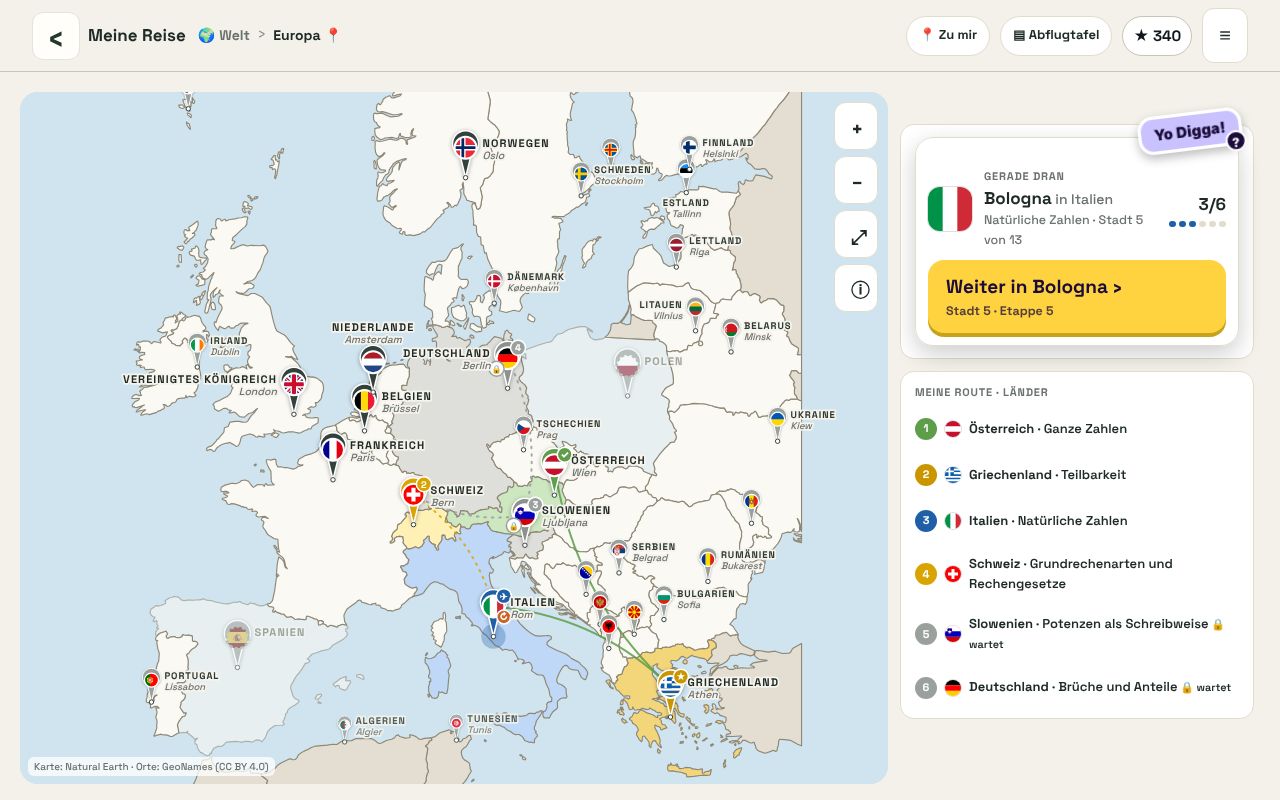 <
Meine Reise
🌍 Welt > Europa 📍
📍 Zu mir
▤ Abflugtafel
★ 340
≡
NORWEGEN
Oslo
SCHWEDEN
Stockholm
FINNLAND
Helsinki
ESTLAND
Tallinn
LETTLAND
Riga
DÄNEMARK
København
LITAUEN
Vilnius
BELARUS
Minsk
IRLAND
Dublin
VEREINIGTES KÖNIGREICH
London
NIEDERLANDE
Amsterdam
DEUTSCHLAND
Berlin
4
POLEN
BELGIEN
Brüssel
UKRAINE
Kiew
TSCHECHIEN
Prag
FRANKREICH
Paris
ÖSTERREICH
Wien
SCHWEIZ
Bern
2
SLOWENIEN
Ljubljana
3
SERBIEN
Belgrad
RUMÄNIEN
Bukarest
ITALIEN
Rom
BULGARIEN
Sofia
SPANIEN
PORTUGAL
Lissabon
GRIECHENLAND
Athen
ALGERIEN
Algier
TUNESIEN
Tunis
Karte: Natural Earth · Orte: GeoNames (CC BY 4.0)
+
−
Yo Digga!
?
GERADE DRAN
Bologna in Italien
Natürliche Zahlen · Stadt 5
von 13
3/6
Weiter in Bologna >
Stadt 5 · Etappe 5
MEINE ROUTE · LÄNDER
1 Österreich · Ganze Zahlen
2 Griechenland · Teilbarkeit
3 Italien · Natürliche Zahlen
4 Schweiz · Grundrechenarten und
Rechengesetze
5 Slowenien · Potenzen als Schreibweise 🔒
wartet
6 Deutschland · Brüche und Anteile 🔒 wartet